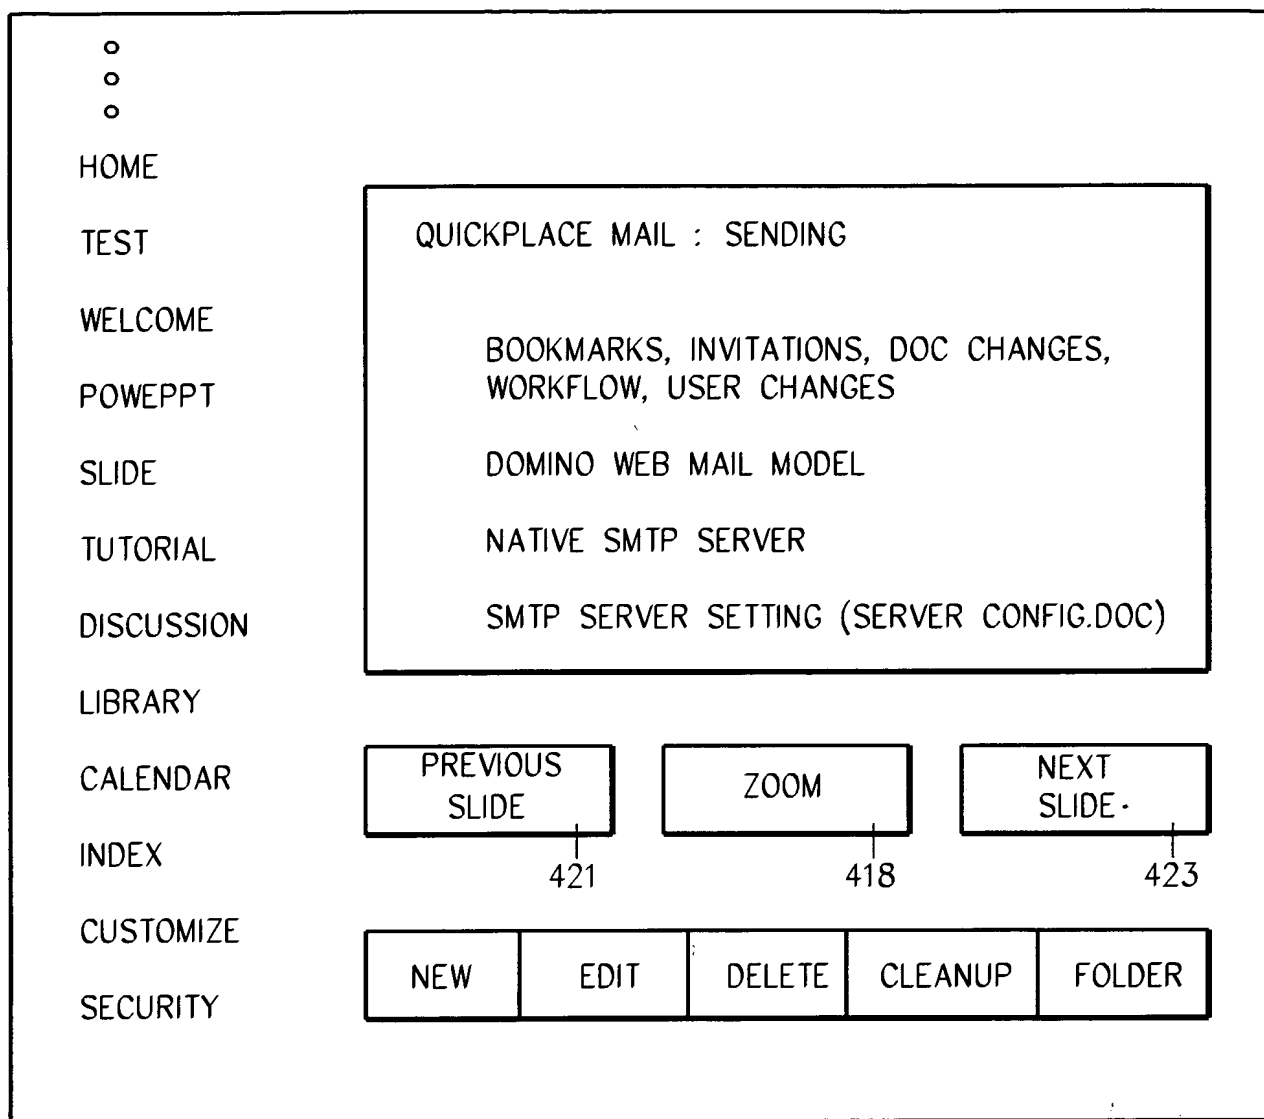 HOME
TEST
WELCOME
POWEPPT
SLIDE
TUTORIAL
DISCUSSION
LIBRARY
CALENDAR
INDEX
CUSTOMIZE
SECURITY
QUICKPLACE MAIL : SENDING
BOOKMARKS, INVITATIONS, DOC CHANGES,
WORKFLOW, USER CHANGES
DOMINO WEB MAIL MODEL
NATIVE SMTP SERVER
SMTP SERVER SETTING (SERVER CONFIG.DOC)
PREVIOUS
SLIDE
421
ZOOM
418
NEXT
SLIDE
423
NEW
EDIT
DELETE
CLEANUP
FOLDER